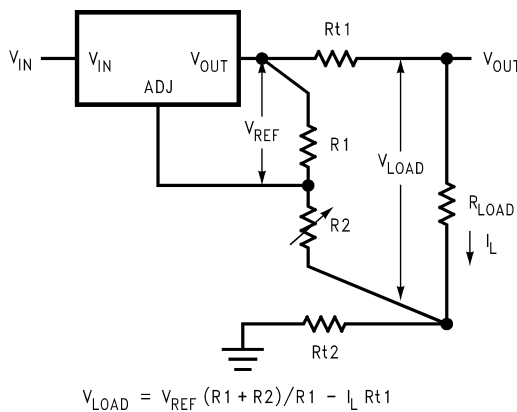 Rt1
V_IN V_IN V_OUT V_OUT
ADJ
V_REF R1 V_LOAD
R_LOAD
R2
I_L
Rt2
V_LOAD = V_REF (R1 + R2)/R1 - I_L Rt1